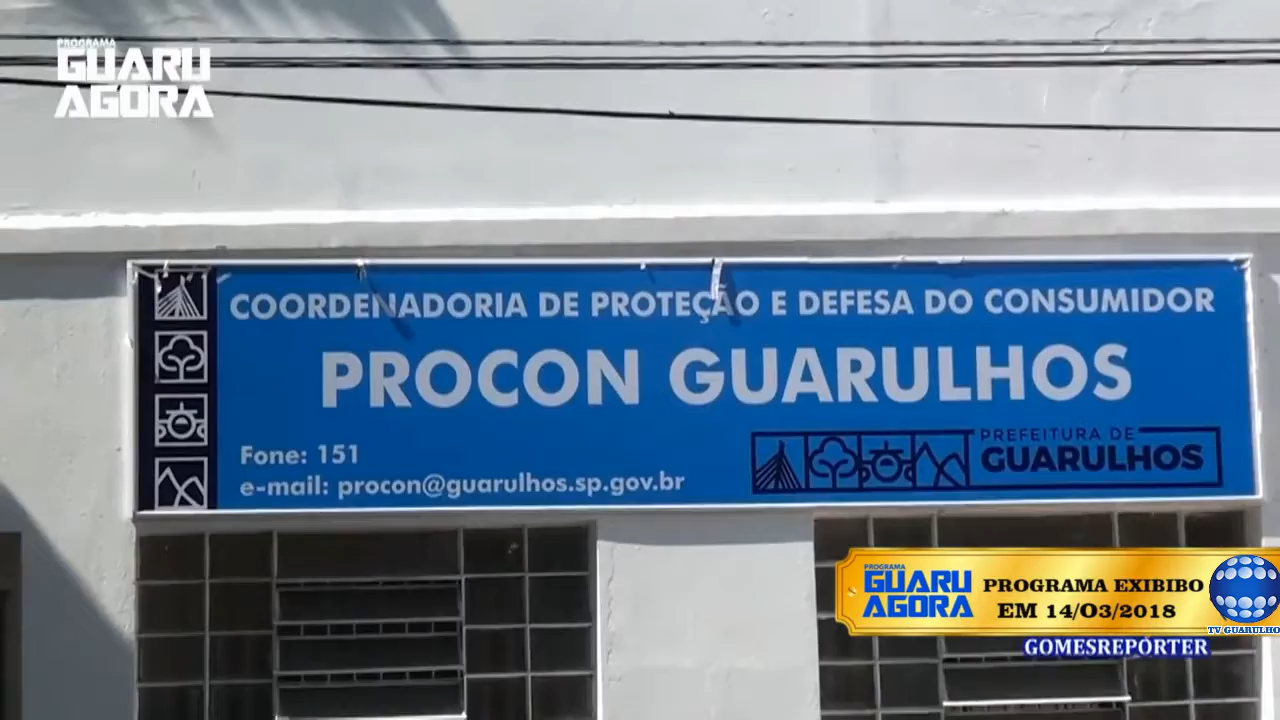 PROGRAMA
GUARU
AGORA
COORDENADORIA DE PROTEÇÃO E DEFESA DO CONSUMIDOR
PROCON GUARULHOS
Fone: 151
e-mail: procon@guarulhos.sp.gov.br
PREFEITURA DE
GUARULHOS
PROGRAMA
GUARU
AGORA
PROGRAMA EXIBIBO
EM 14/03/2018
TV GUARULHO
GOMESREPÓRTER